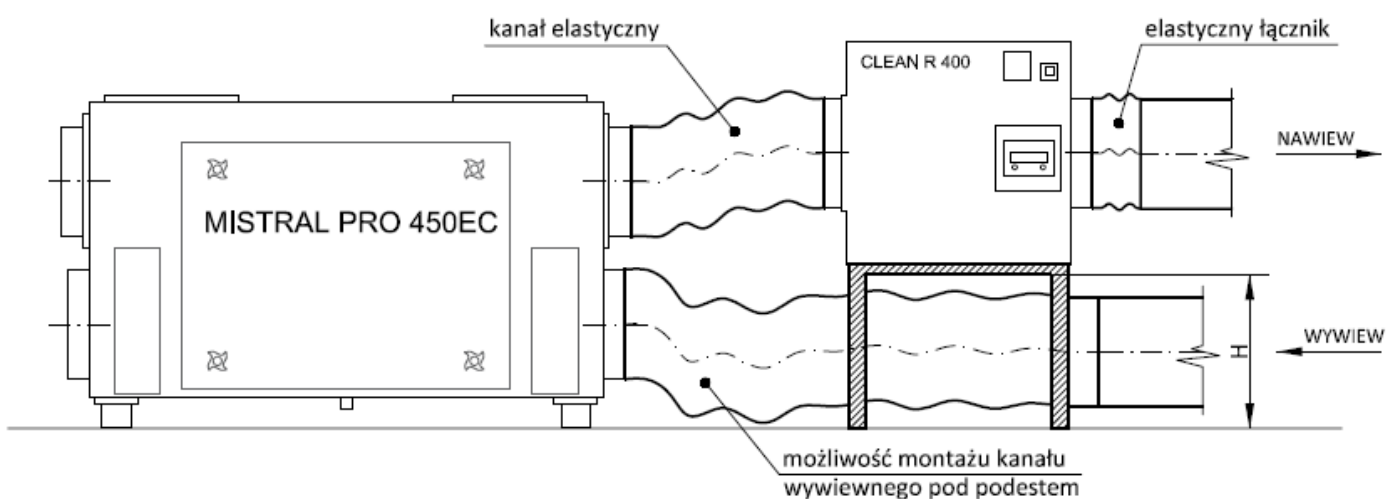 kanał elastyczny
elastyczny łącznik
CLEAN R 400
NAWIEW
MISTRAL PRO 450EC
H
WYWIEW
możliwość montażu kanału
wywiewnego pod podestem